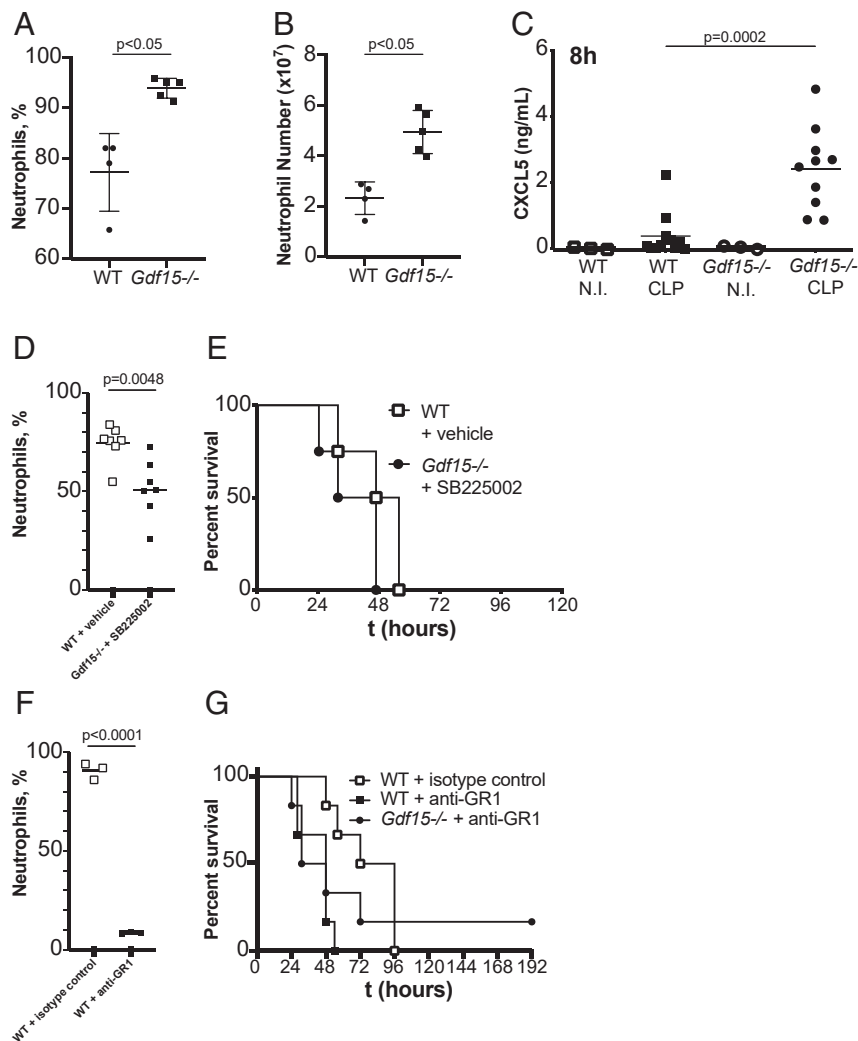 A
p<0.05
Neutrophils, %
100
90
80
70
60
WT Gdf15-/-
B
p<0.05
Neutrophil Number (x10⁷)
8
6
4
2
0
WT Gdf15-/-
C
p=0.0002
8h
CXCL5 (ng/mL)
6
4
2
0
WT N.I.
WT CLP
Gdf15-/- N.I.
Gdf15-/- CLP
D
p=0.0048
Neutrophils, %
100
50
0
WT + vehicle
Gdf15-/- + SB225002
E
Percent survival
100
50
0
WT
+ vehicle
Gdf15-/-
+ SB225002
0 24 48 72 96 120
t (hours)
F
p<0.0001
Neutrophils, %
100
50
0
WT + isotype control
WT + anti-GR1
G
Percent survival
100
50
0
WT + isotype control
WT + anti-GR1
Gdf15-/- + anti-GR1
0 24 48 72 96 120 144 168 192
t (hours)